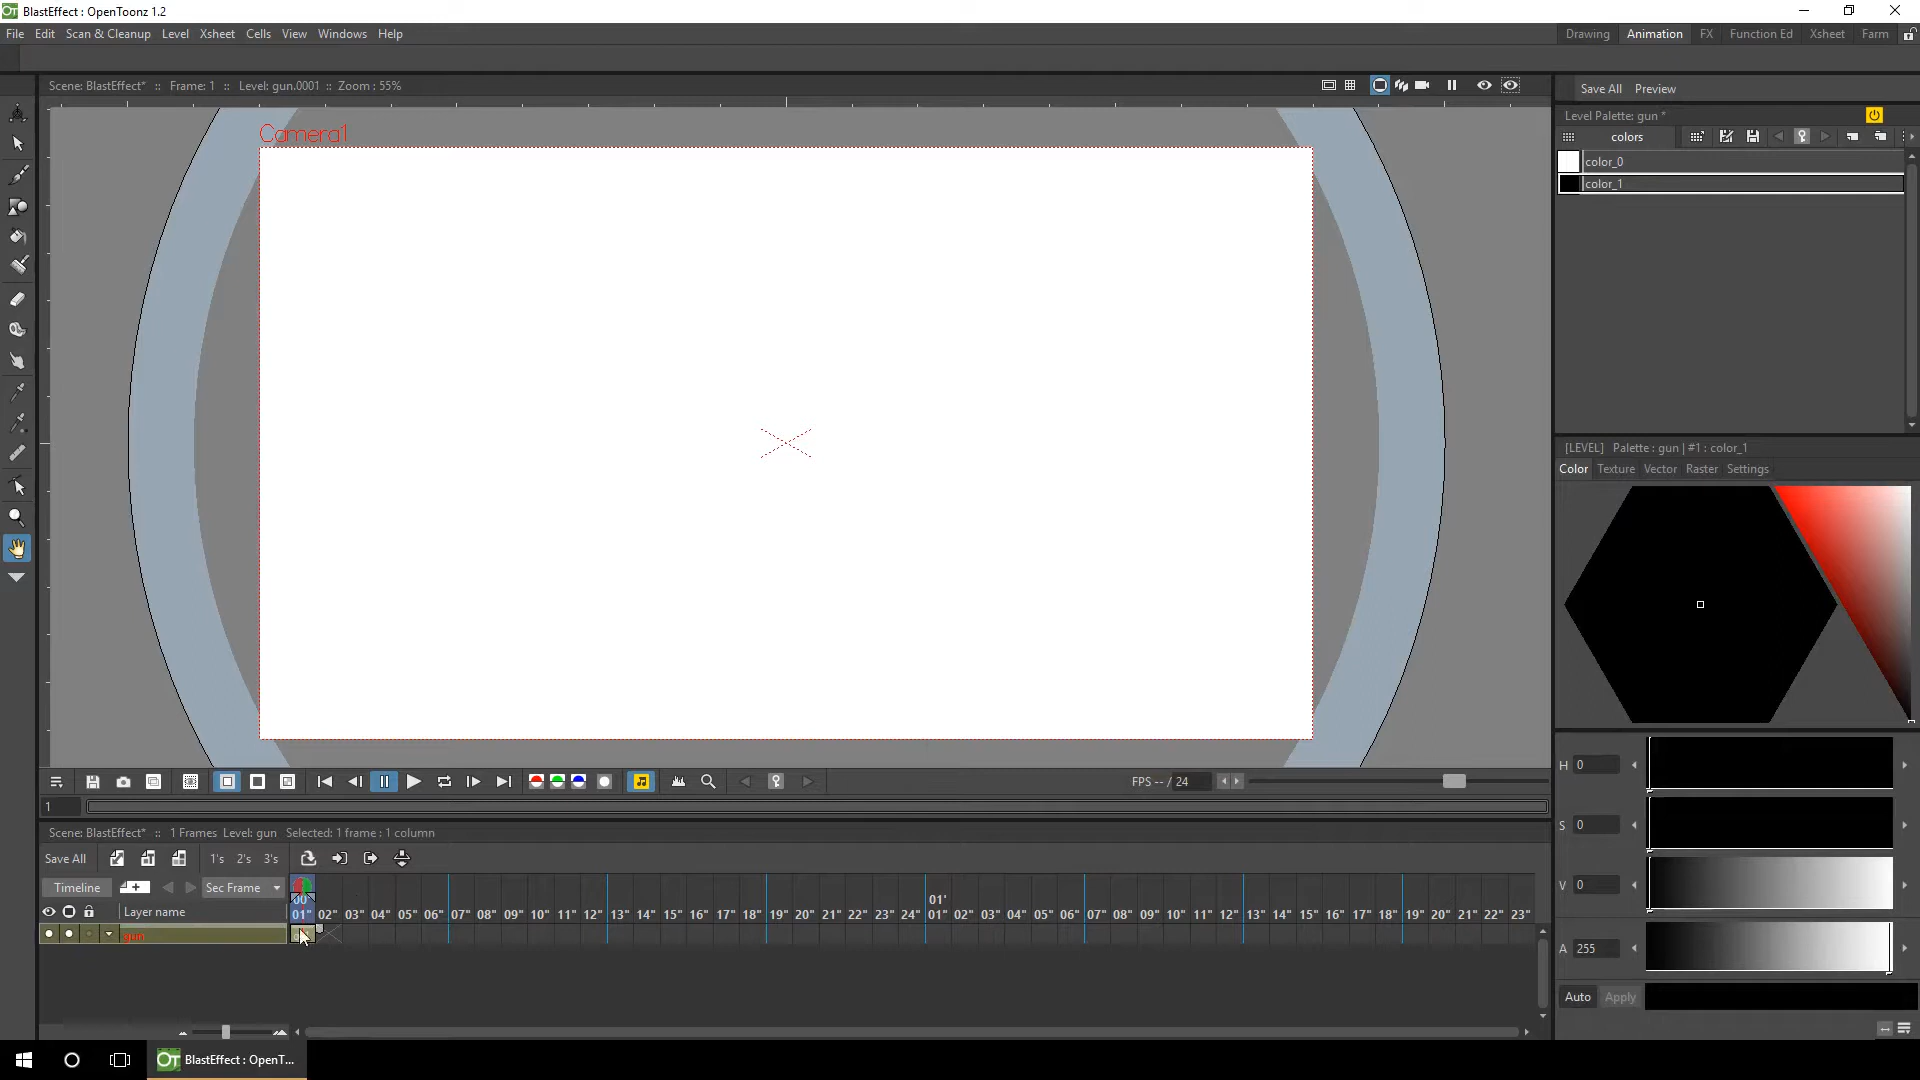 BlastEffect : OpenToonz 1.2
File Edit Scan & Cleanup Level Xsheet Cells View Windows Help
Drawing Animation FX Function Ed Xsheet Farm
Scene: BlastEffect* :: Frame: 1 :: Level: gun.0001 :: Zoom : 55%
Save All Preview
Level Palette: gun *
colors
color_0
color_1
Camera1
[LEVEL] Palette : gun | #1 : color_1
Color Texture Vector Raster Settings
H 0
S 0
V 0
A 255
Auto Apply
FPS -- / 24
1
Scene: BlastEffect* :: 1 Frames Level: gun Selected: 1 frame : 1 column
Save All 1's 2's 3's
Timeline Sec Frame
00 01'
Layer name 01" 02" 03" 04" 05" 06" 07" 08" 09" 10" 11" 12" 13" 14" 15" 16" 17" 18" 19" 20" 21" 22" 23" 24" 01" 02" 03" 04" 05" 06" 07" 08" 09" 10" 11" 12" 13" 14" 15" 16" 17" 18" 19" 20" 21" 22" 23"
gun
BlastEffect : OpenT...